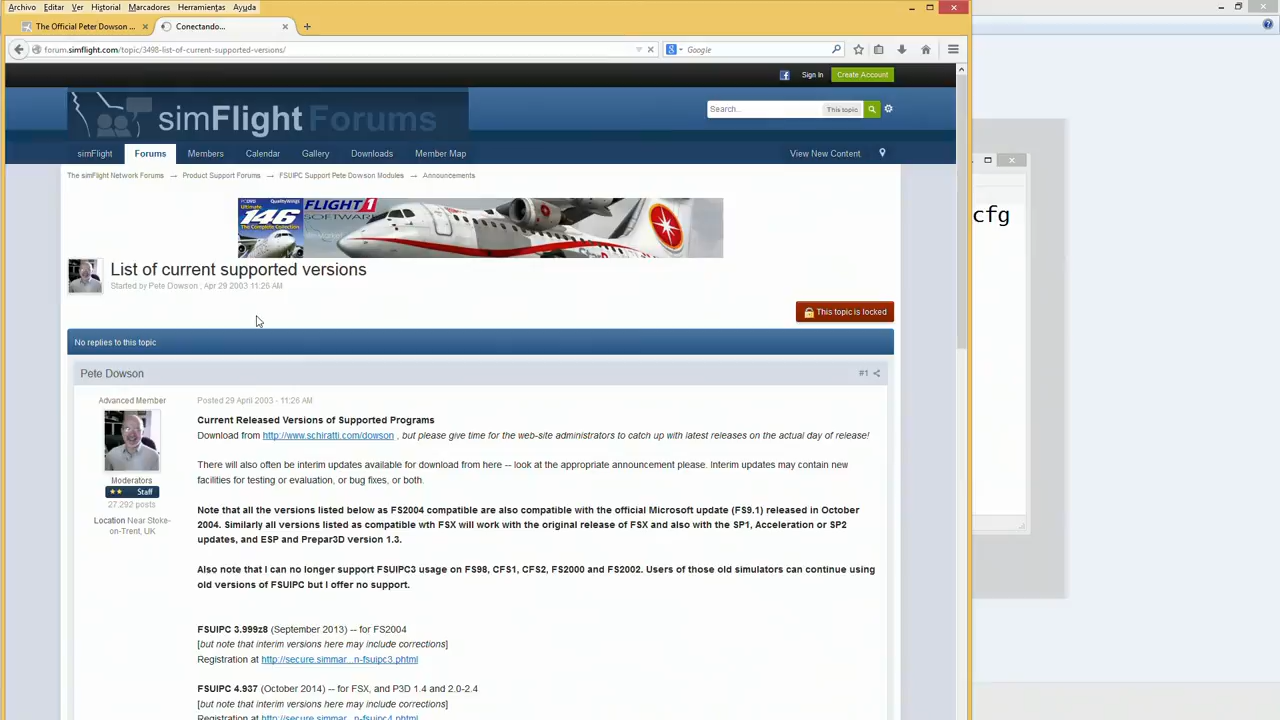 Archivo Editar Ver Historial Marcadores Herramientas Ayuda
The Official Peter Dowson ... Conectando...
forum.simflight.com/topic/3498-list-of-current-supported-versions/ Google
Sign In Create Account
simFlight Forums
Search... This topic
simFlight Forums Members Calendar Gallery Downloads Member Map View New Content
The simFlight Network Forums → Product Support Forums → FSUIPC Support Pete Dowson Modules → Announcements
Ultimate QualityWings
146 The Complete Collection
FLIGHT1 SOFTWARE
cfg
List of current supported versions
Started by Pete Dowson , Apr 29 2003 11:26 AM
This topic is locked
No replies to this topic
Pete Dowson #1
Advanced Member
Moderators
Staff
27,292 posts
Location Near Stoke-
on-Trent, UK
Posted 29 April 2003 - 11:26 AM
Current Released Versions of Supported Programs
Download from http://www.schiratti.com/dowson , but please give time for the web-site administrators to catch up with latest releases on the actual day of release!
There will also often be interim updates available for download from here -- look at the appropriate announcement please. Interim updates may contain new
facilities for testing or evaluation, or bug fixes, or both.
Note that all the versions listed below as FS2004 compatible are also compatible with the official Microsoft update (FS9.1) released in October
2004. Similarly all versions listed as compatible wth FSX will work with the original release of FSX and also with the SP1, Acceleration or SP2
updates, and ESP and Prepar3D version 1.3.
Also note that I can no longer support FSUIPC3 usage on FS98, CFS1, CFS2, FS2000 and FS2002. Users of those old simulators can continue using
old versions of FSUIPC but I offer no support.
FSUIPC 3.999z8 (September 2013) -- for FS2004
[but note that interim versions here may include corrections]
Registration at http://secure.simmar...n-fsuipc3.phtml
FSUIPC 4.937 (October 2014) -- for FSX, and P3D 1.4 and 2.0-2.4
[but note that interim versions here may include corrections]
Registration at http://secure.simmar...n-fsuipc4.phtml